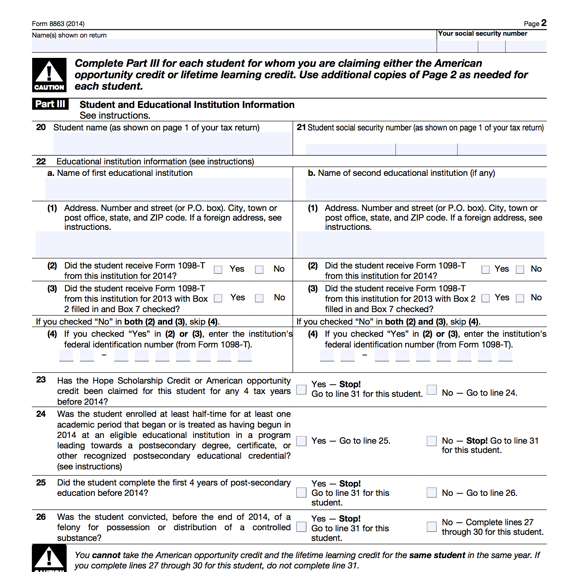 Form 8863 (2014) Page 2
Name(s) shown on return Your social security number
Complete Part III for each student for whom you are claiming either the American
opportunity credit or lifetime learning credit. Use additional copies of Page 2 as needed for
each student.
CAUTION
Part III Student and Educational Institution Information
See instructions.
20 Student name (as shown on page 1 of your tax return)
21 Student social security number (as shown on page 1 of your tax return)
22 Educational institution information (see instructions)
a. Name of first educational institution
b. Name of second educational institution (if any)
(1) Address. Number and street (or P.O. box). City, town or
post office, state, and ZIP code. If a foreign address, see
instructions.
(1) Address. Number and street (or P.O. box). City, town or
post office, state, and ZIP code. If a foreign address, see
instructions.
(2) Did the student receive Form 1098-T
from this institution for 2014?
Yes No
(2) Did the student receive Form 1098-T
from this institution for 2014?
Yes No
(3) Did the student receive Form 1098-T
from this institution for 2013 with Box
2 filled in and Box 7 checked?
Yes No
(3) Did the student receive Form 1098-T
from this institution for 2013 with Box 2
filled in and Box 7 checked?
Yes No
If you checked “No” in both (2) and (3), skip (4).
If you checked “No” in both (2) and (3), skip (4).
(4) If you checked “Yes” in (2) or (3), enter the institution's
federal identification number (from Form 1098-T).
–
(4) If you checked “Yes” in (2) or (3), enter the institution's
federal identification number (from Form 1098-T).
–
23 Has the Hope Scholarship Credit or American opportunity
credit been claimed for this student for any 4 tax years
before 2014?
Yes — Stop!
Go to line 31 for this student.
No — Go to line 24.
24 Was the student enrolled at least half-time for at least one
academic period that began or is treated as having begun in
2014 at an eligible educational institution in a program
leading towards a postsecondary degree, certificate, or
other recognized postsecondary educational credential?
(see instructions)
Yes — Go to line 25.
No — Stop! Go to line 31
for this student.
25 Did the student complete the first 4 years of post-secondary
education before 2014?
Yes — Stop!
Go to line 31 for this
student.
No — Go to line 26.
26 Was the student convicted, before the end of 2014, of a
felony for possession or distribution of a controlled
substance?
Yes — Stop!
Go to line 31 for this
student.
No — Complete lines 27
through 30 for this student.
You cannot take the American opportunity credit and the lifetime learning credit for the same student in the same year. If
you complete lines 27 through 30 for this student, do not complete line 31.
CAUTION